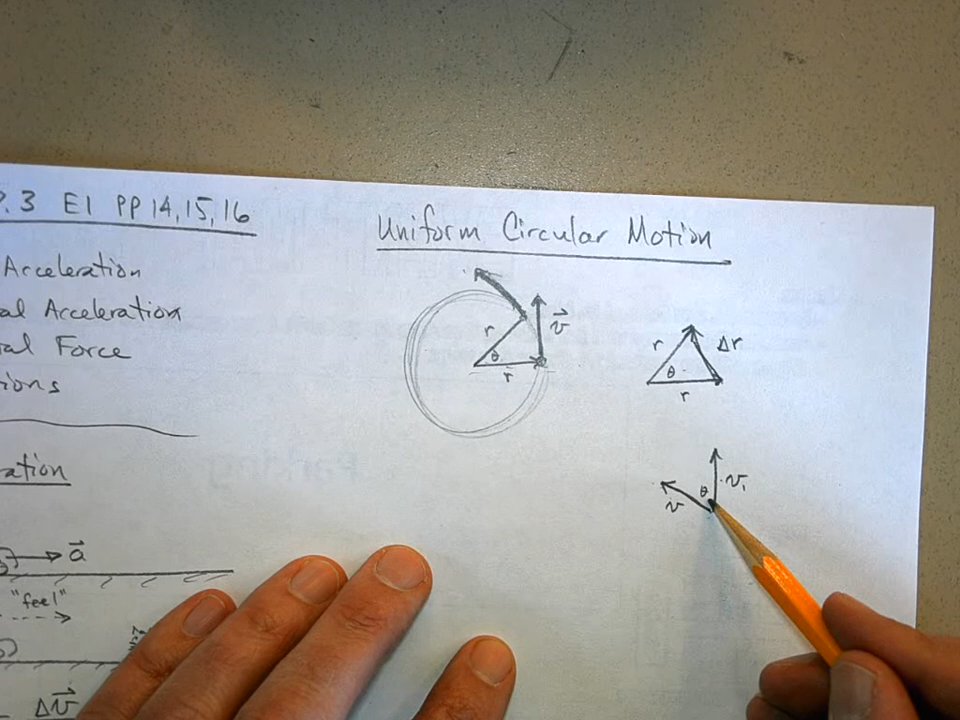 .3 E1 PP 14,15,16
Acceleration
al Acceleration
al Force
ions
ation
a⃗
"feel"
Δv⃗
Uniform Circular Motion
r
θ
r
v⃗
r
θ
Δr
r
θ
v₁
v